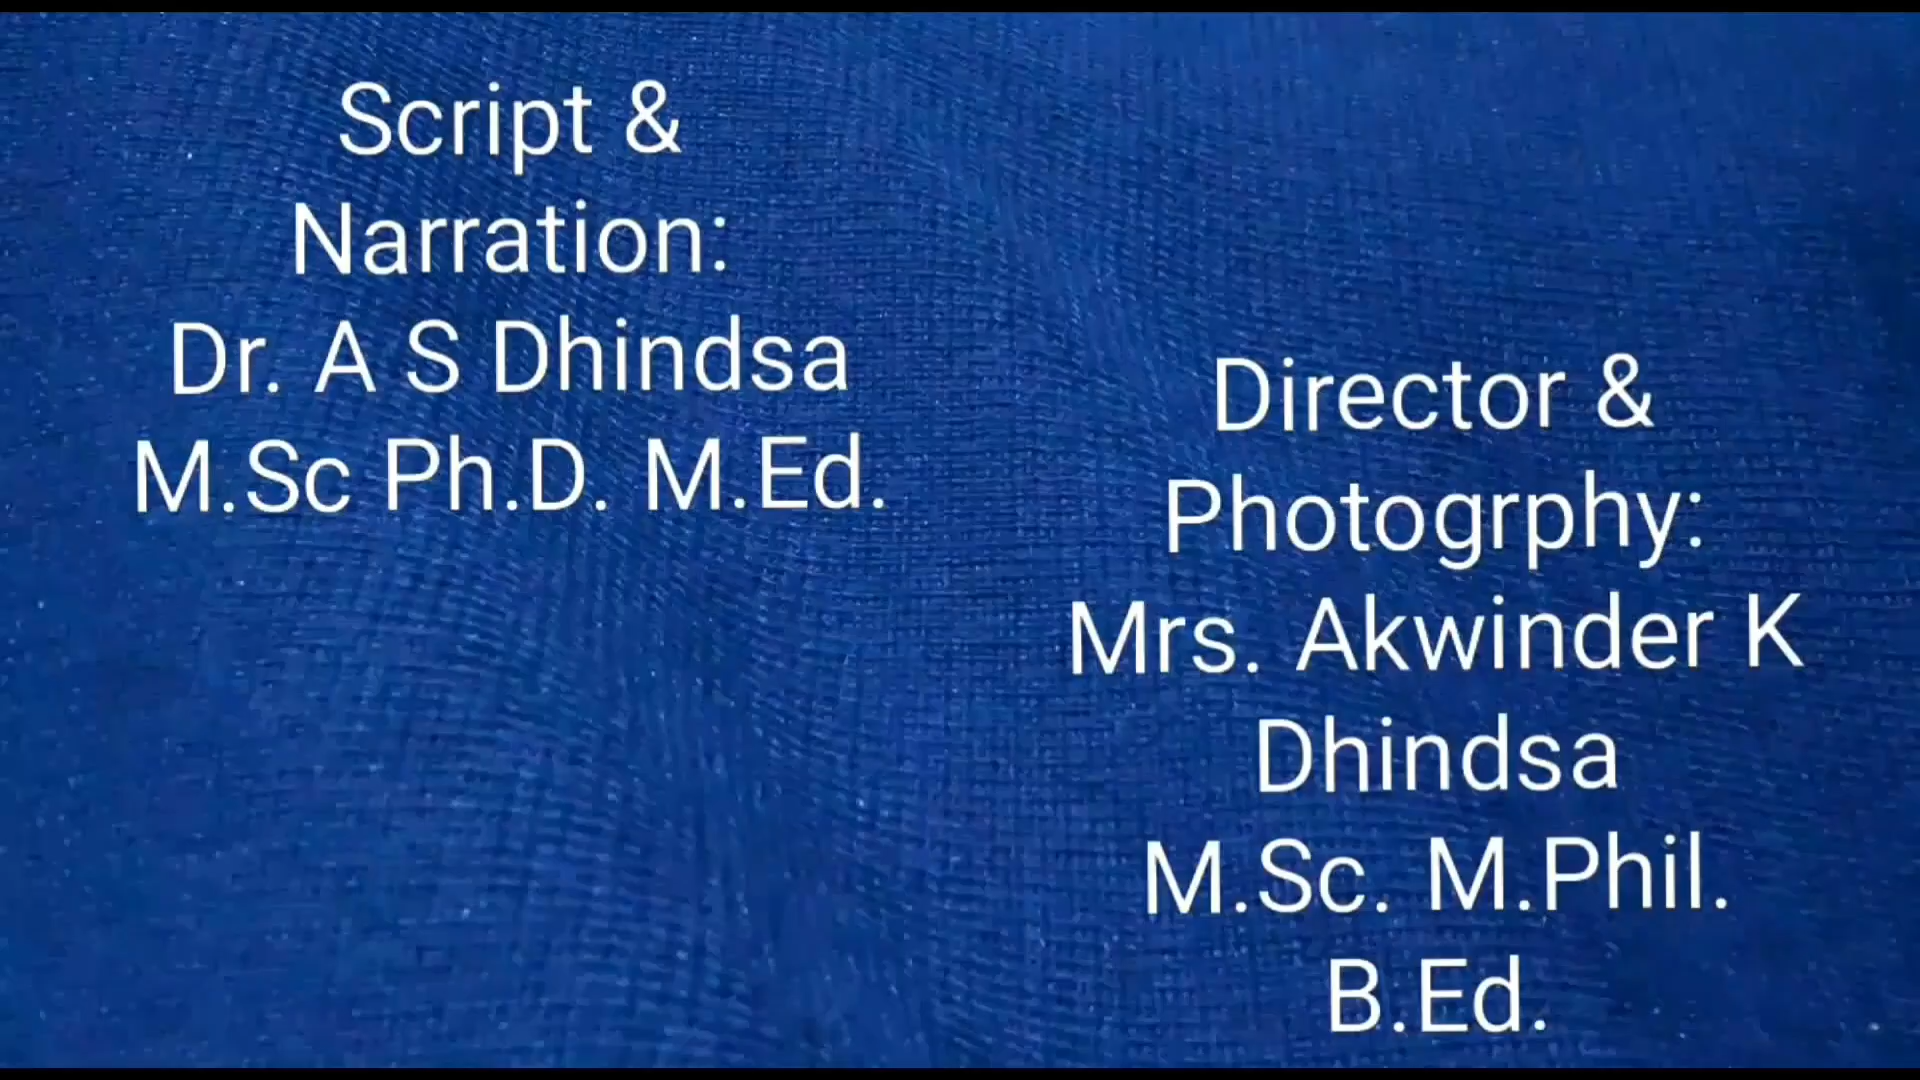 Script &
Narration:
Dr. A S Dhindsa
M.Sc Ph.D. M.Ed.
Director &
Photogrphy:
Mrs. Akwinder K
Dhindsa
M.Sc. M.Phil.
B.Ed.